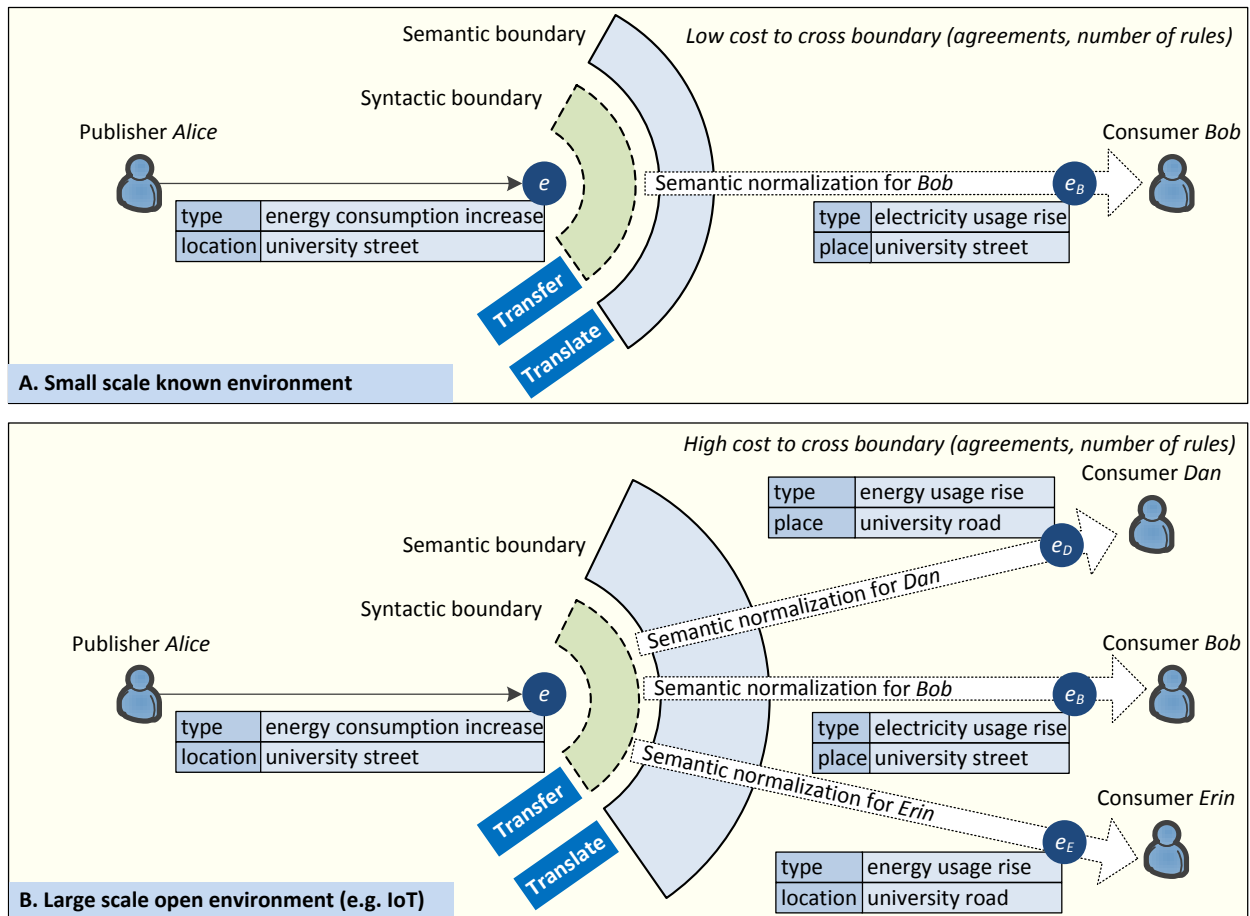 Semantic boundary
Low cost to cross boundary (agreements, number of rules)
Syntactic boundary
Publisher Alice
Consumer Bob
e
Semantic normalization for Bob
eB
type energy consumption increase
location university street
type electricity usage rise
place university street
Transfer
Translate
A. Small scale known environment
High cost to cross boundary (agreements, number of rules)
Consumer Dan
type energy usage rise
place university road
Semantic boundary
eD
Semantic normalization for Dan
Syntactic boundary
Publisher Alice
Consumer Bob
e
Semantic normalization for Bob
eB
type energy consumption increase
location university street
type electricity usage rise
place university street
Semantic normalization for Erin
Consumer Erin
Transfer
Translate
eE
type energy usage rise
location university road
B. Large scale open environment (e.g. IoT)